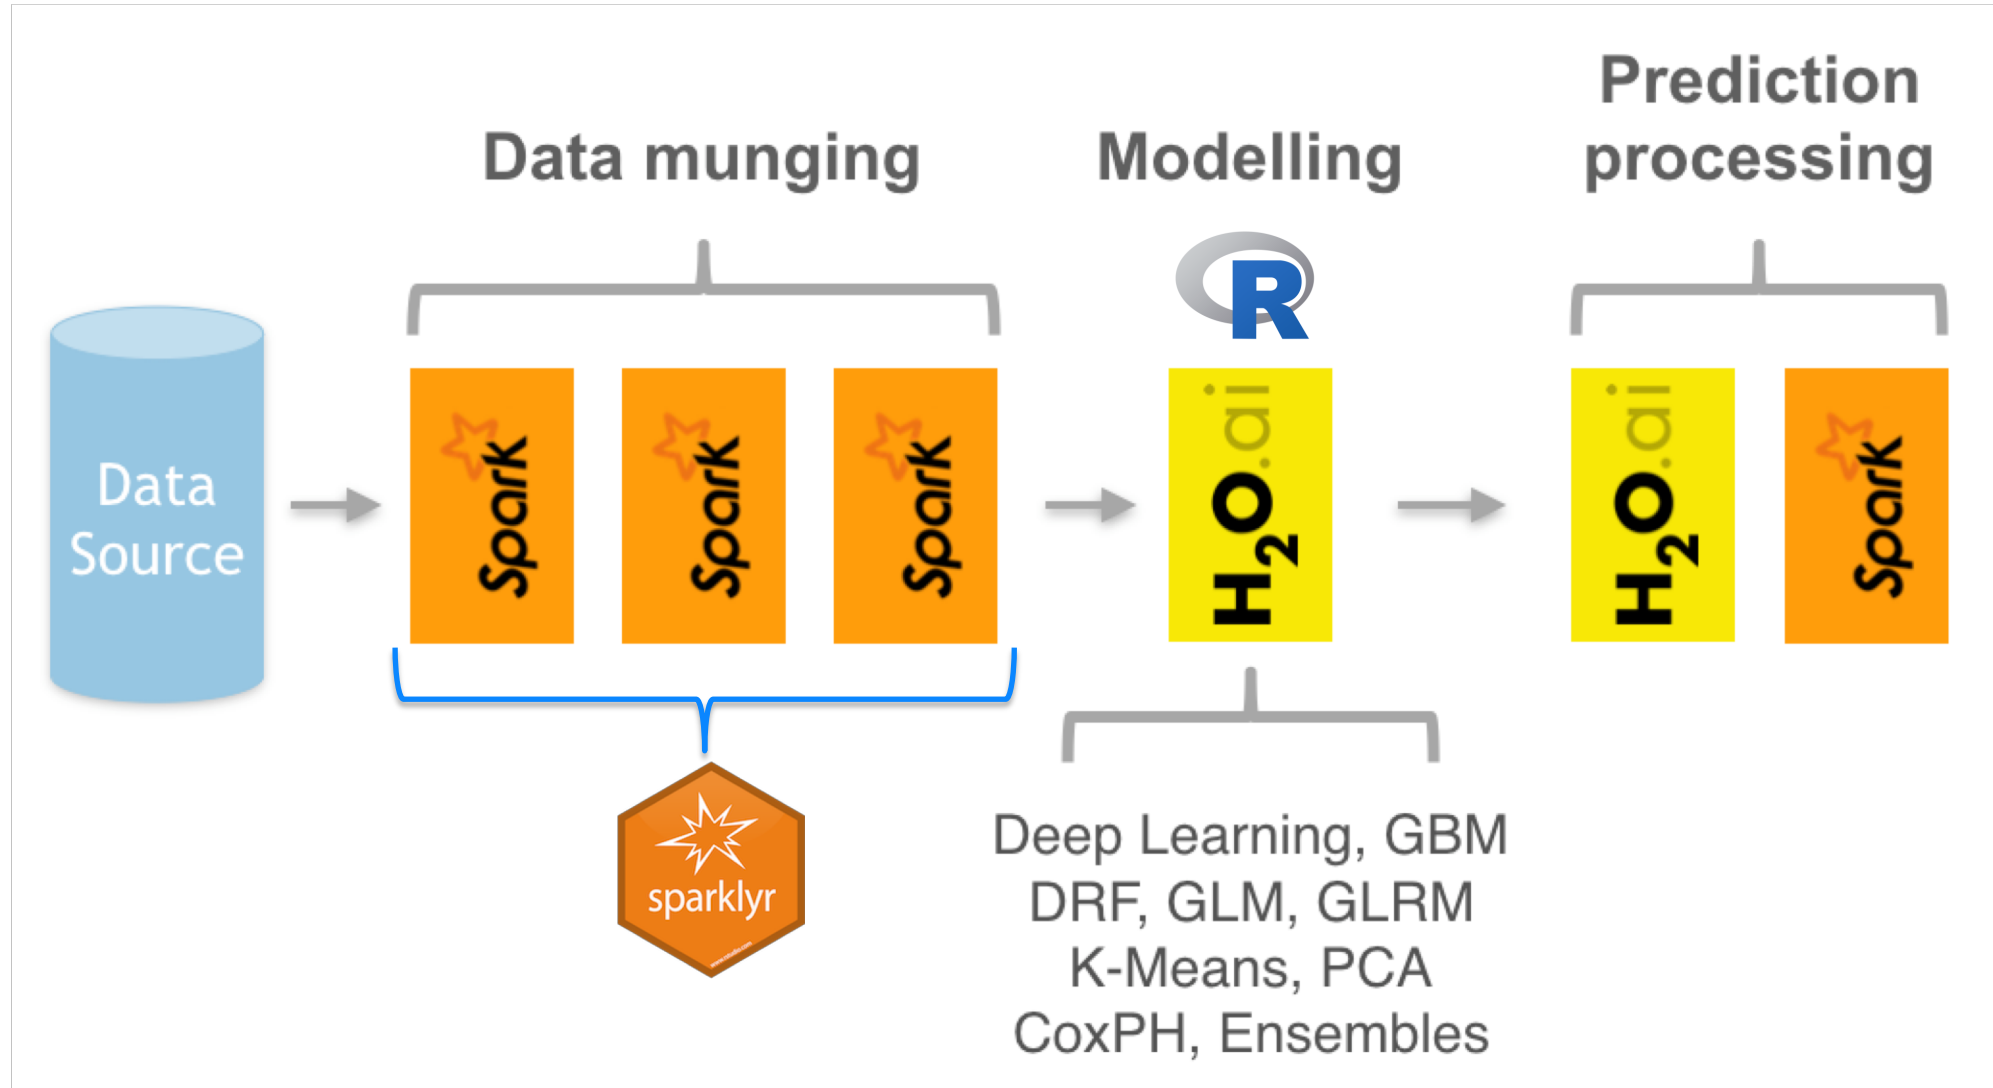 Data munging
Modelling
Prediction
processing
R
Data
Source
Spark
Spark
Spark
H2O.ai
H2O.ai
Spark
sparklyr
Deep Learning, GBM
DRF, GLM, GLRM
K-Means, PCA
CoxPH, Ensembles